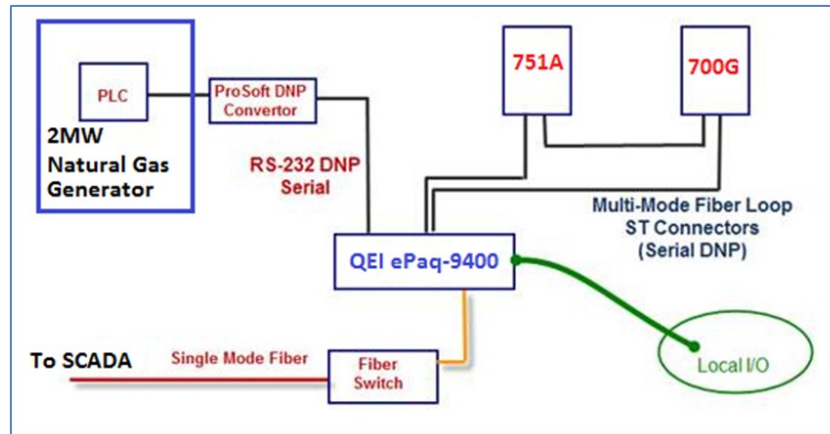 PLC
ProSoft DNP
Convertor
2MW
Natural Gas
Generator
751A
700G
RS-232 DNP
Serial
Multi-Mode Fiber Loop
ST Connectors
(Serial DNP)
QEI ePaq-9400
To SCADA
Single Mode Fiber
Fiber
Switch
Local I/O